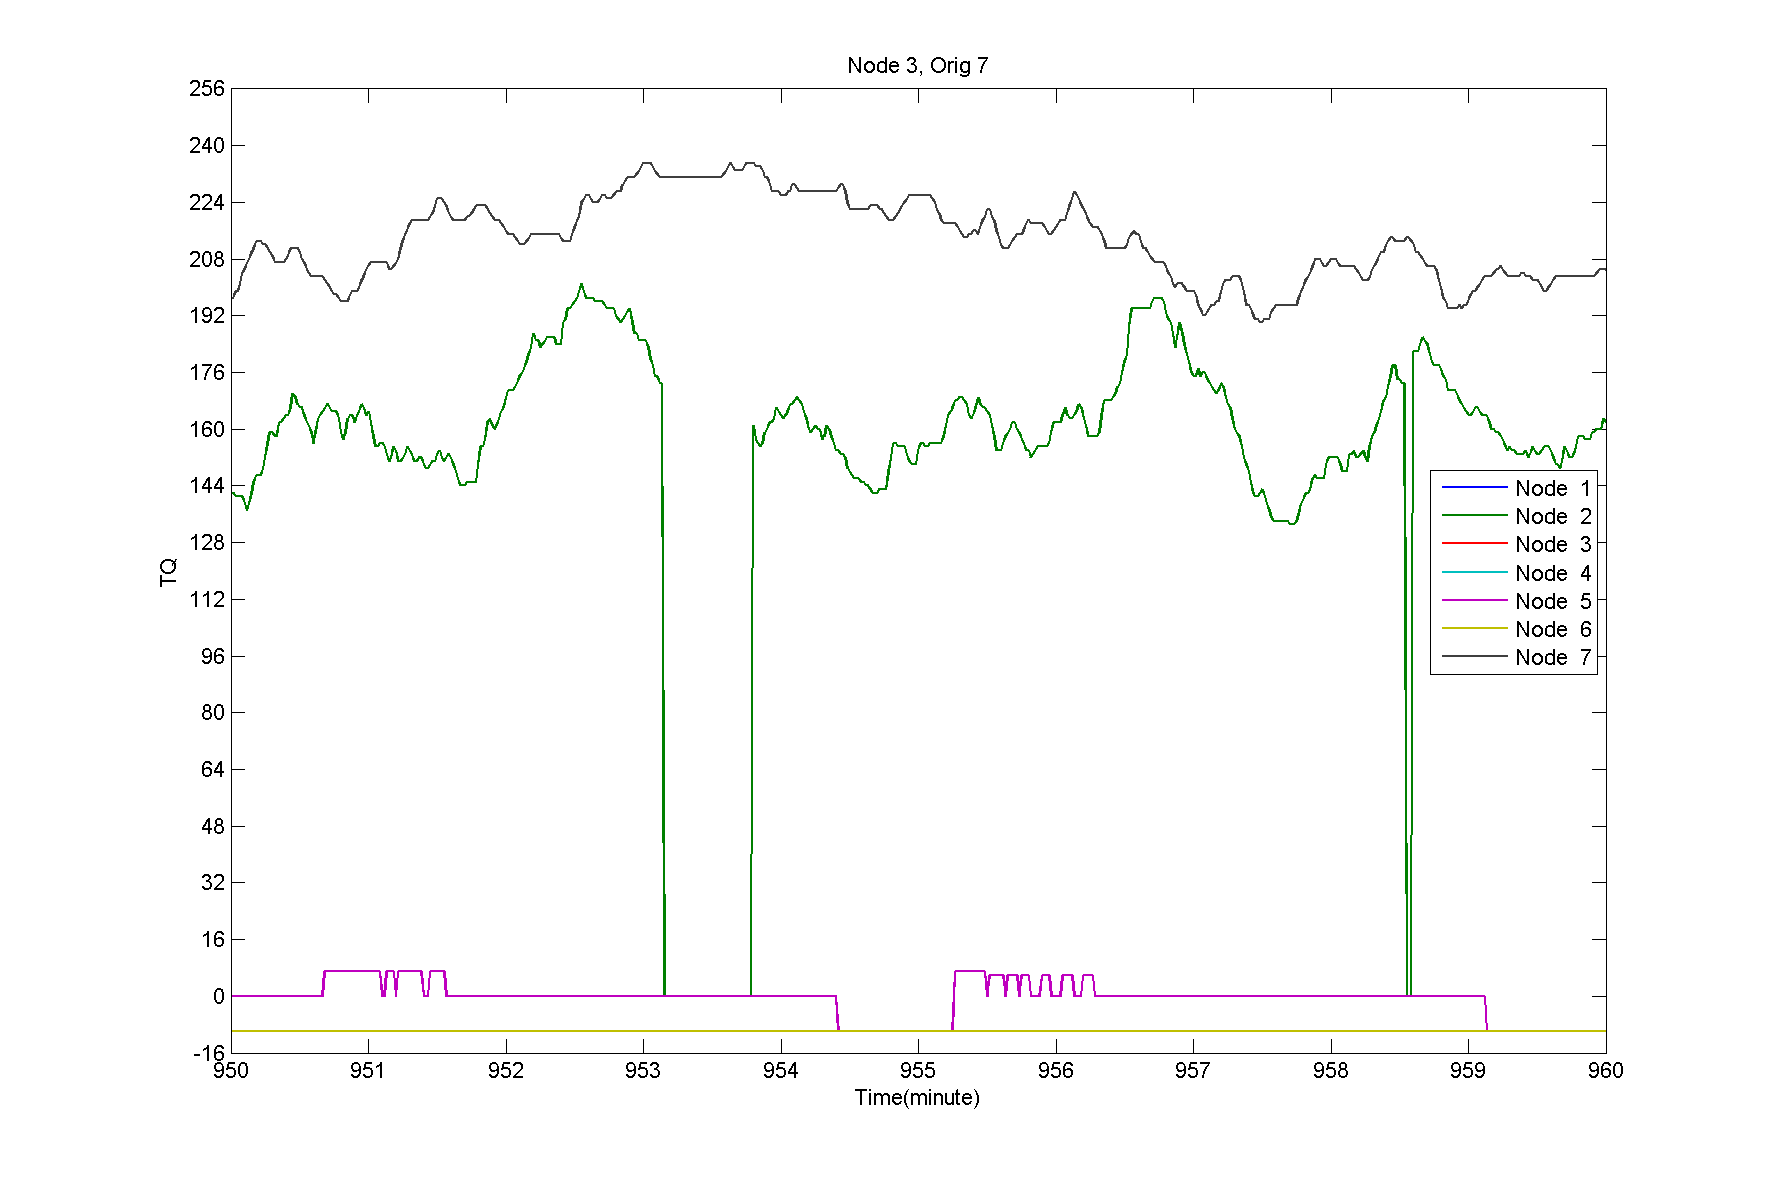 Node 3, Orig 7
256
240
224
208
192
176
160
144
128
112
96
80
64
48
32
16
0
-16
TQ
Node 1
Node 2
Node 3
Node 4
Node 5
Node 6
Node 7
950 951 952 953 954 955 956 957 958 959 960
Time(minute)